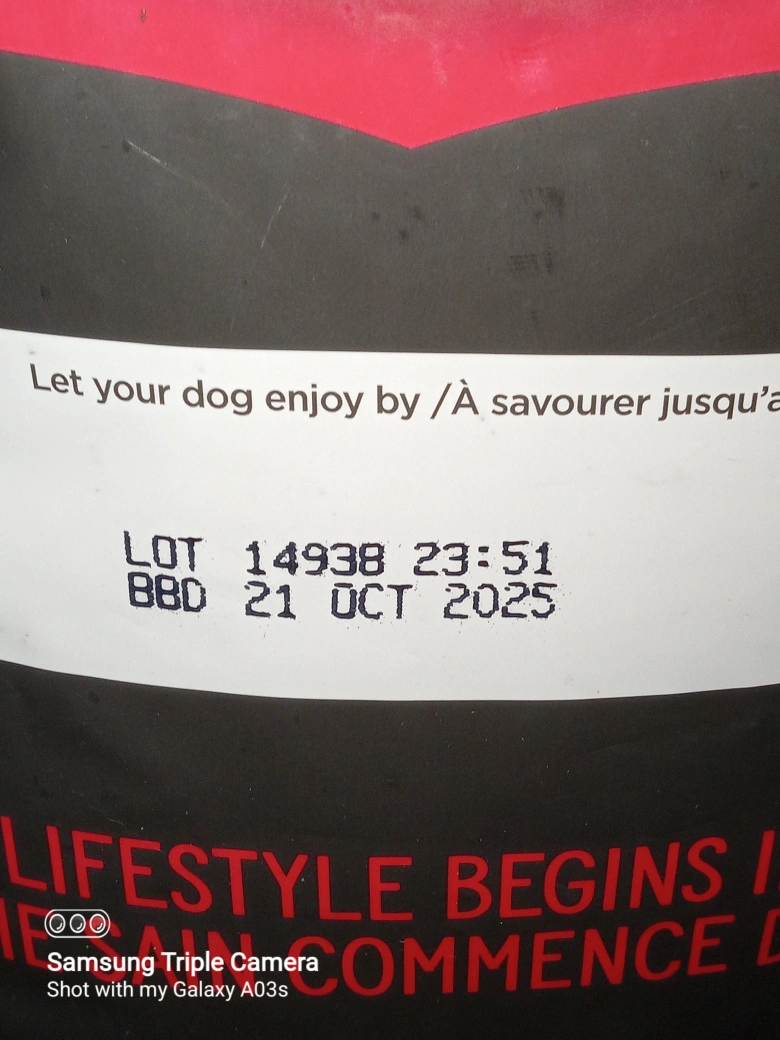 Let your dog enjoy by /À savourer jusqu'a
LOT 14938 23:51
BBD 21 OCT 2025
LIFESTYLE BEGINS I
SAIN COMMENCE D
Samsung Triple Camera
Shot with my Galaxy A03s